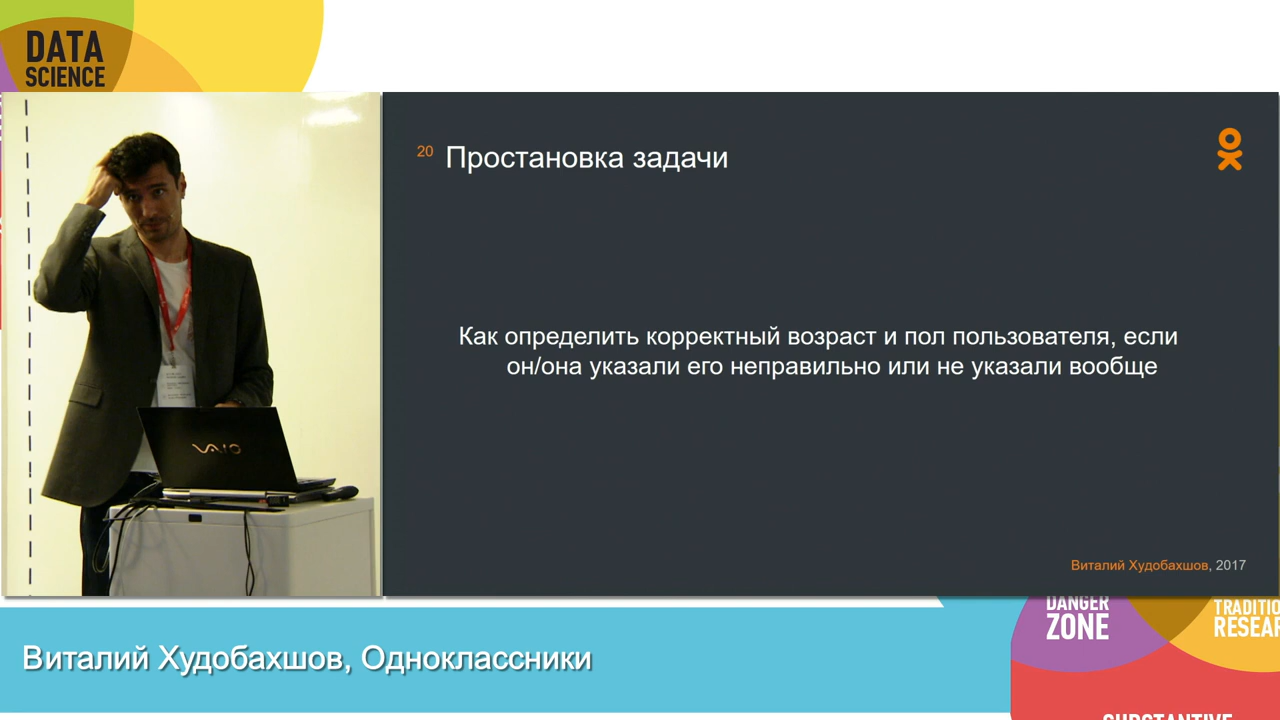 DATA
SCIENCE
20 Простановка задачи
Как определить корректный возраст и пол пользователя, если
он/она указали его неправильно или не указали вообще
Виталий Худобахшов, 2017
VAIO
Виталий Худобахшов, Одноклассники
DANGER
ZONE
TRADITIO
RESEAR
SUBSTANTIVE